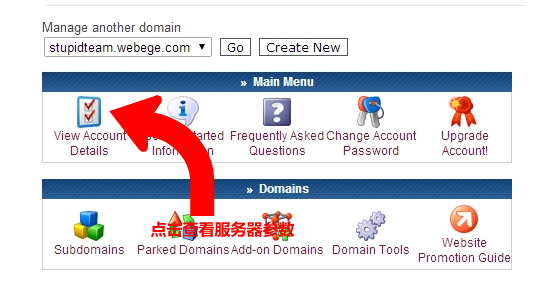 Manage another domain
stupidteam.webege.com Go Create New
» Main Menu
View Account Details
Started Information
Frequently Asked Questions
Change Account Password
Upgrade Account!
» Domains
点击查看服务器参数
Subdomains
Parked Domains
Add-on Domains
Domain Tools
Website Promotion Guide